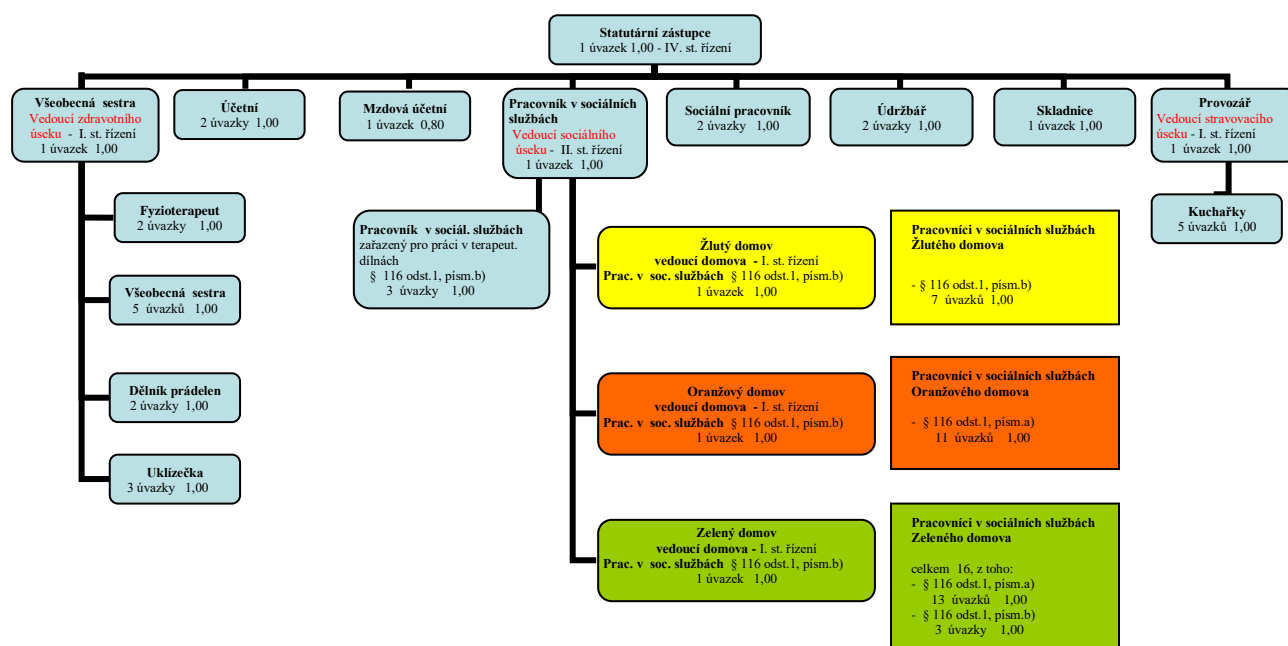 Statutární zástupce
1 úvazek 1,00 - IV. st. řízení
Všeobecná sestra
Vedoucí zdravotního
úseku - I. st. řízení
1 úvazek 1,00
Účetní
2 úvazky 1,00
Mzdová účetní
1 úvazek 0,80
Pracovník v sociálních
službách
Vedoucí sociálního
úseku - II. st. řízení
1 úvazek 1,00
Sociální pracovník
2 úvazky 1,00
Údržbář
2 úvazky 1,00
Skladnice
1 úvazek 1,00
Provozář
Vedoucí stravovacího
úseku - I. st. řízení
1 úvazek 1,00
Fyzioterapeut
2 úvazky 1,00
Všeobecná sestra
5 úvazků 1,00
Dělník prádelen
2 úvazky 1,00
Uklízečka
3 úvazky 1,00
Pracovník v sociál. službách
zařazený pro práci v terapeut.
dílnách
§ 116 odst.1, písm.b)
3 úvazky 1,00
Kuchařky
5 úvazků 1,00
Žlutý domov
vedoucí domova - I. st. řízení
Prac. v soc. službách § 116 odst.1, písm.b)
1 úvazek 1,00
Pracovníci v sociálních službách
Žlutého domova
- § 116 odst.1, písm.b)
7 úvazků 1,00
Oranžový domov
vedoucí domova - I. st. řízení
Prac. v soc. službách § 116 odst.1, písm.b)
1 úvazek 1,00
Pracovníci v sociálních službách
Oranžového domova
- § 116 odst.1, písm.a)
11 úvazků 1,00
Zelený domov
vedoucí domova - I. st. řízení
Prac. v soc. službách § 116 odst.1, písm.b)
1 úvazek 1,00
Pracovníci v sociálních službách
Zeleného domova
celkem 16, z toho:
- § 116 odst.1, písm.a)
13 úvazků 1,00
- § 116 odst.1, písm.b)
3 úvazky 1,00